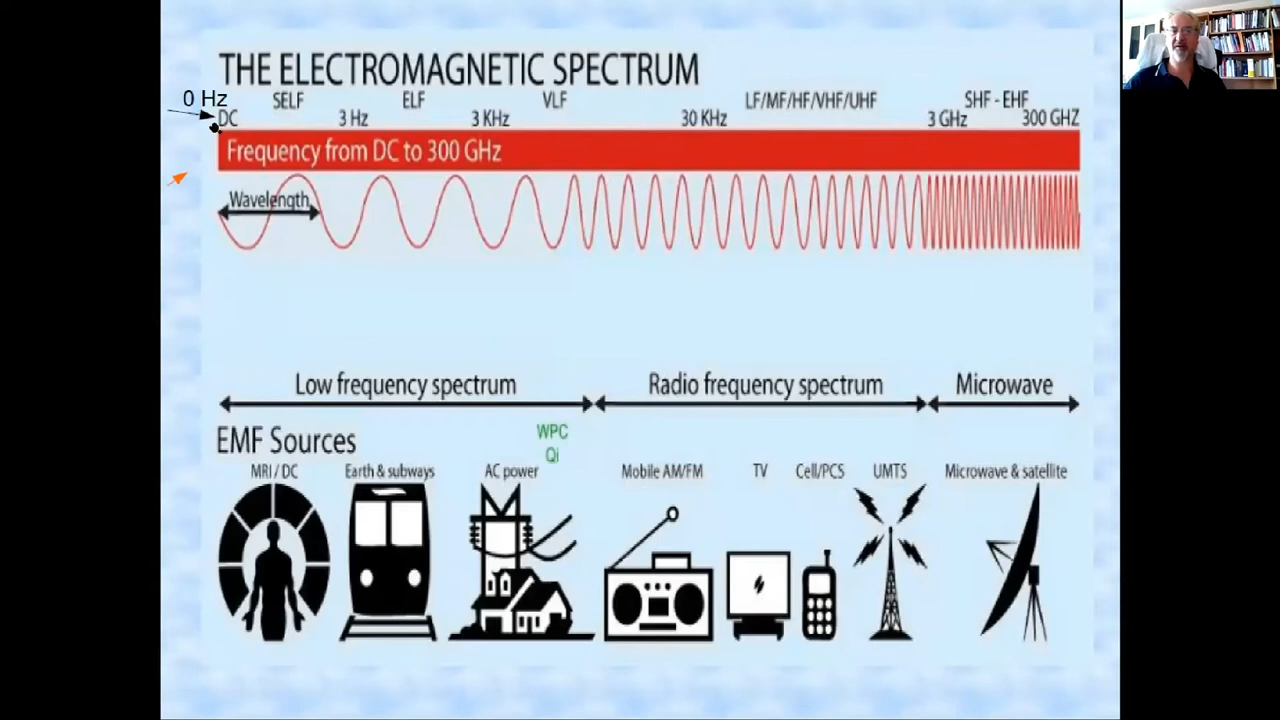 THE ELECTROMAGNETIC SPECTRUM
0 Hz SELF ELF VLF LF/MF/HF/VHF/UHF SHF - EHF
DC 3 Hz 3 KHz 30 KHz 3 GHz 300 GHZ
Frequency from DC to 300 GHz
Wavelength
Low frequency spectrum Radio frequency spectrum Microwave
EMF Sources
WPC
Qi
MRI / DC Earth & subways AC power Mobile AM/FM TV Cell/PCS UMTS Microwave & satellite